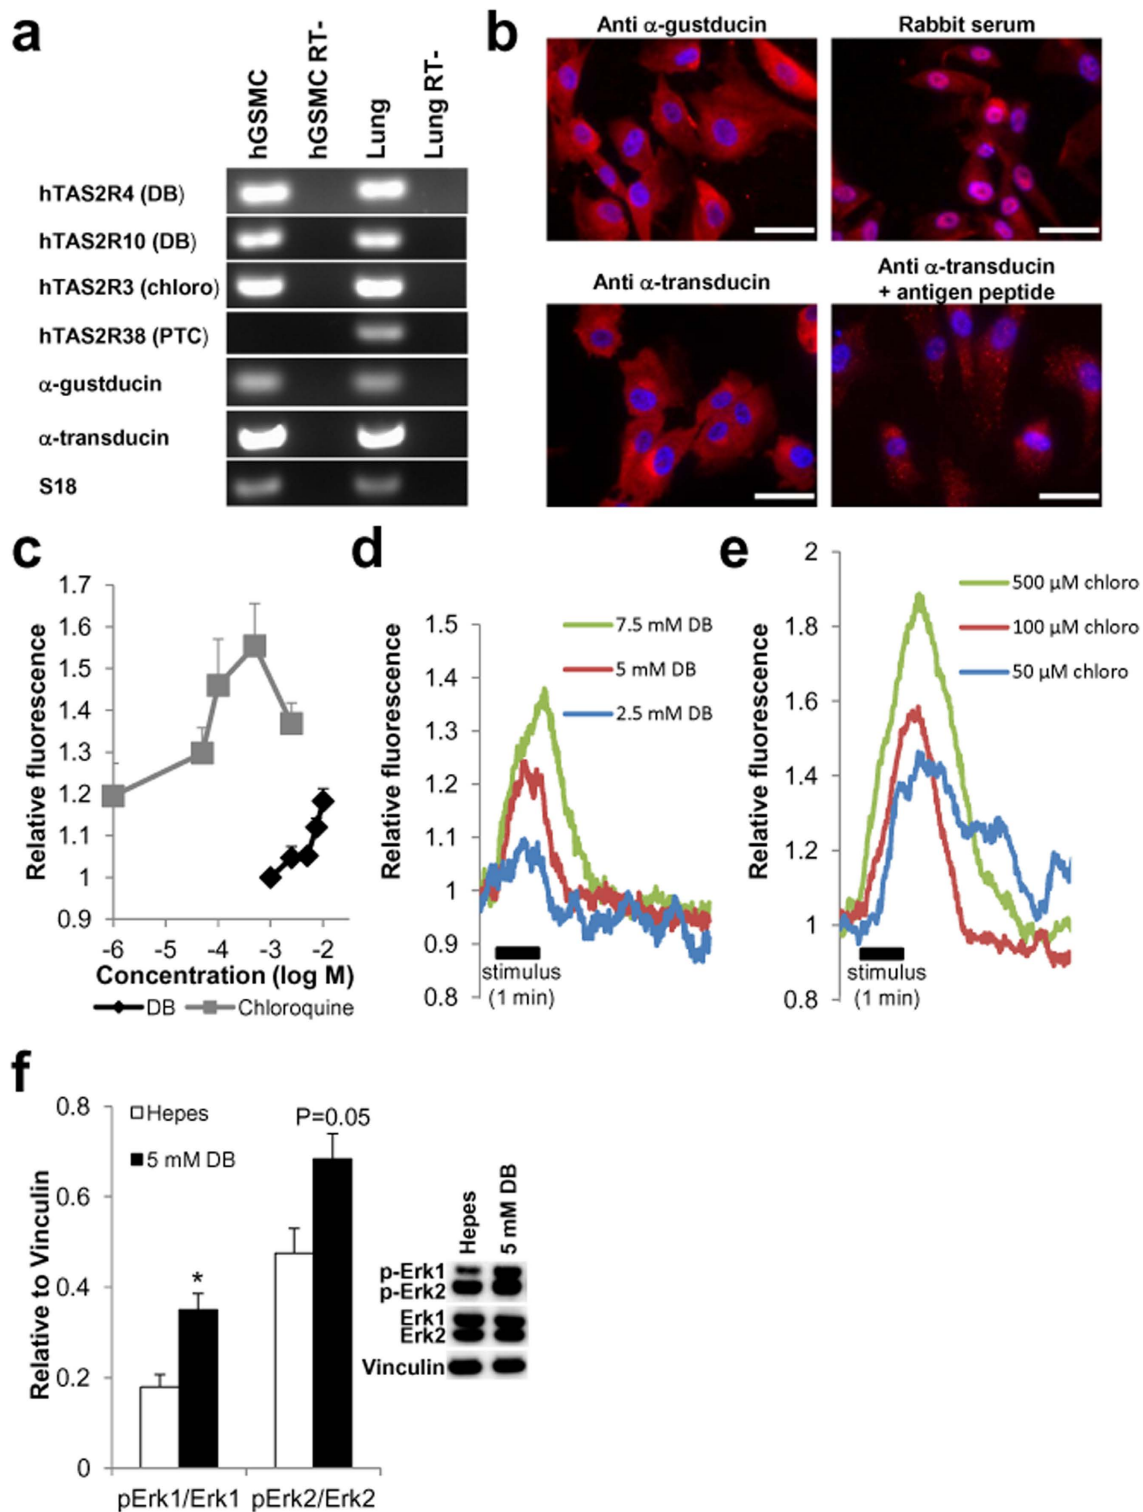 a
hGSMC
hGSMC RT-
Lung
Lung RT-
hTAS2R4 (DB)
hTAS2R10 (DB)
hTAS2R3 (chloro)
hTAS2R38 (PTC)
α-gustducin
α-transducin
S18
b
Anti α-gustducin
Rabbit serum
Anti α-transducin
Anti α-transducin
+ antigen peptide
c
Relative fluorescence
1.7
1.6
1.5
1.4
1.3
1.2
1.1
1
0.9
-6 -5 -4 -3 -2
Concentration (log M)
DB Chloroquine
d
Relative fluorescence
1.5
1.4
1.3
1.2
1.1
1
0.9
0.8
7.5 mM DB
5 mM DB
2.5 mM DB
stimulus
(1 min)
e
Relative fluorescence
2
1.8
1.6
1.4
1.2
1
0.8
500 µM chloro
100 µM chloro
50 µM chloro
stimulus
(1 min)
f
Relative to Vinculin
0.8
0.6
0.4
0.2
0
Hepes
5 mM DB
P=0.05
*
pErk1/Erk1 pErk2/Erk2
Hepes
5 mM DB
p-Erk1
p-Erk2
Erk1
Erk2
Vinculin